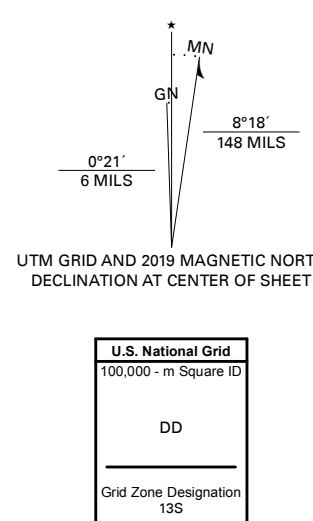 ★
MN
GN
8°18´
148 MILS
0°21´
6 MILS
UTM GRID AND 2019 MAGNETIC NORT
DECLINATION AT CENTER OF SHEET
U.S. National Grid
100,000 - m Square ID
DD
Grid Zone Designation
13S